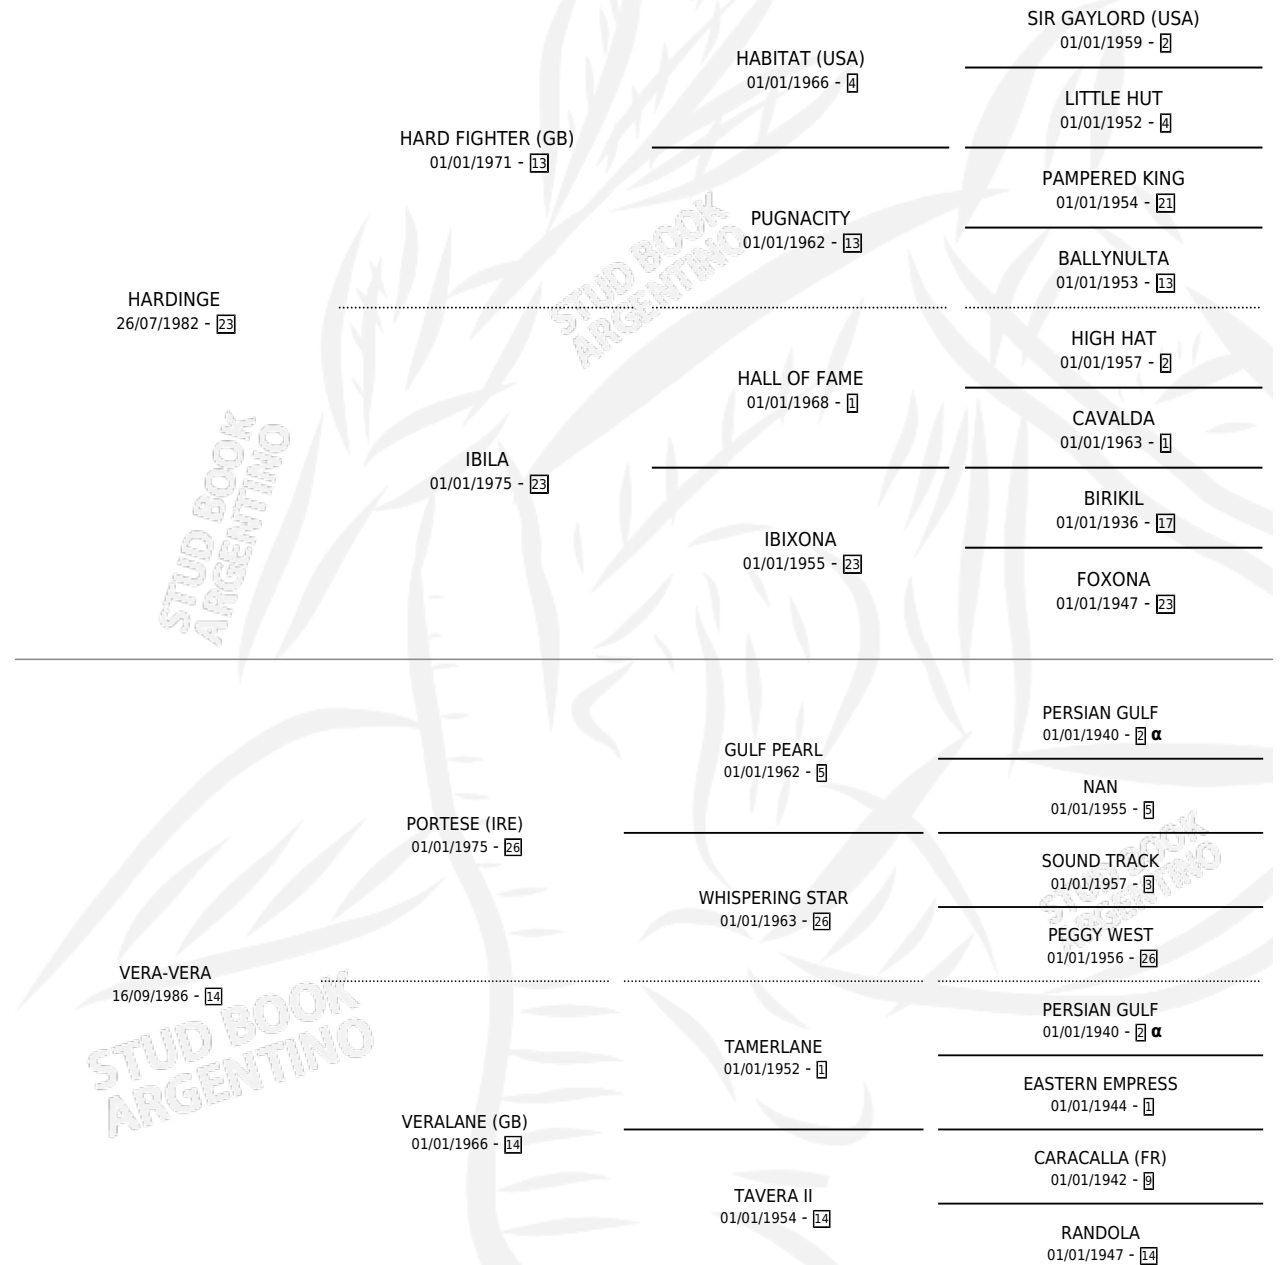 SIR GAYLORD (USA)
01/01/1959 - 2
HABITAT (USA)
01/01/1966 - 4
LITTLE HUT
01/01/1952 - 4
HARD FIGHTER (GB)
01/01/1971 - 13
PAMPERED KING
01/01/1954 - 21
PUGNACITY
01/01/1962 - 13
BALLYNULTA
01/01/1953 - 13
STUD BOOK
ARGENTINO
HARDINGE
26/07/1982 - 23
HIGH HAT
01/01/1957 - 2
HALL OF FAME
01/01/1968 - 1
CAVALDA
01/01/1963 - 1
IBILA
01/01/1975 - 23
BIRIKIL
01/01/1936 - 17
IBIXONA
01/01/1955 - 23
FOXONA
01/01/1947 - 23
STUD BOOK
ARGENTINO
PERSIAN GULF
01/01/1940 - 2 α
GULF PEARL
01/01/1962 - 5
NAN
01/01/1955 - 5
PORTESE (IRE)
01/01/1975 - 26
SOUND TRACK
01/01/1957 - 3
WHISPERING STAR
01/01/1963 - 26
PEGGY WEST
01/01/1956 - 26
STUD BOOK
ARGENTINO
VERA-VERA
16/09/1986 - 14
PERSIAN GULF
01/01/1940 - 2 α
TAMERLANE
01/01/1952 - 1
EASTERN EMPRESS
01/01/1944 - 1
VERALANE (GB)
01/01/1966 - 14
CARACALLA (FR)
01/01/1942 - 9
TAVERA II
01/01/1954 - 14
RANDOLA
01/01/1947 - 14
STUD BOOK
ARGENTINO